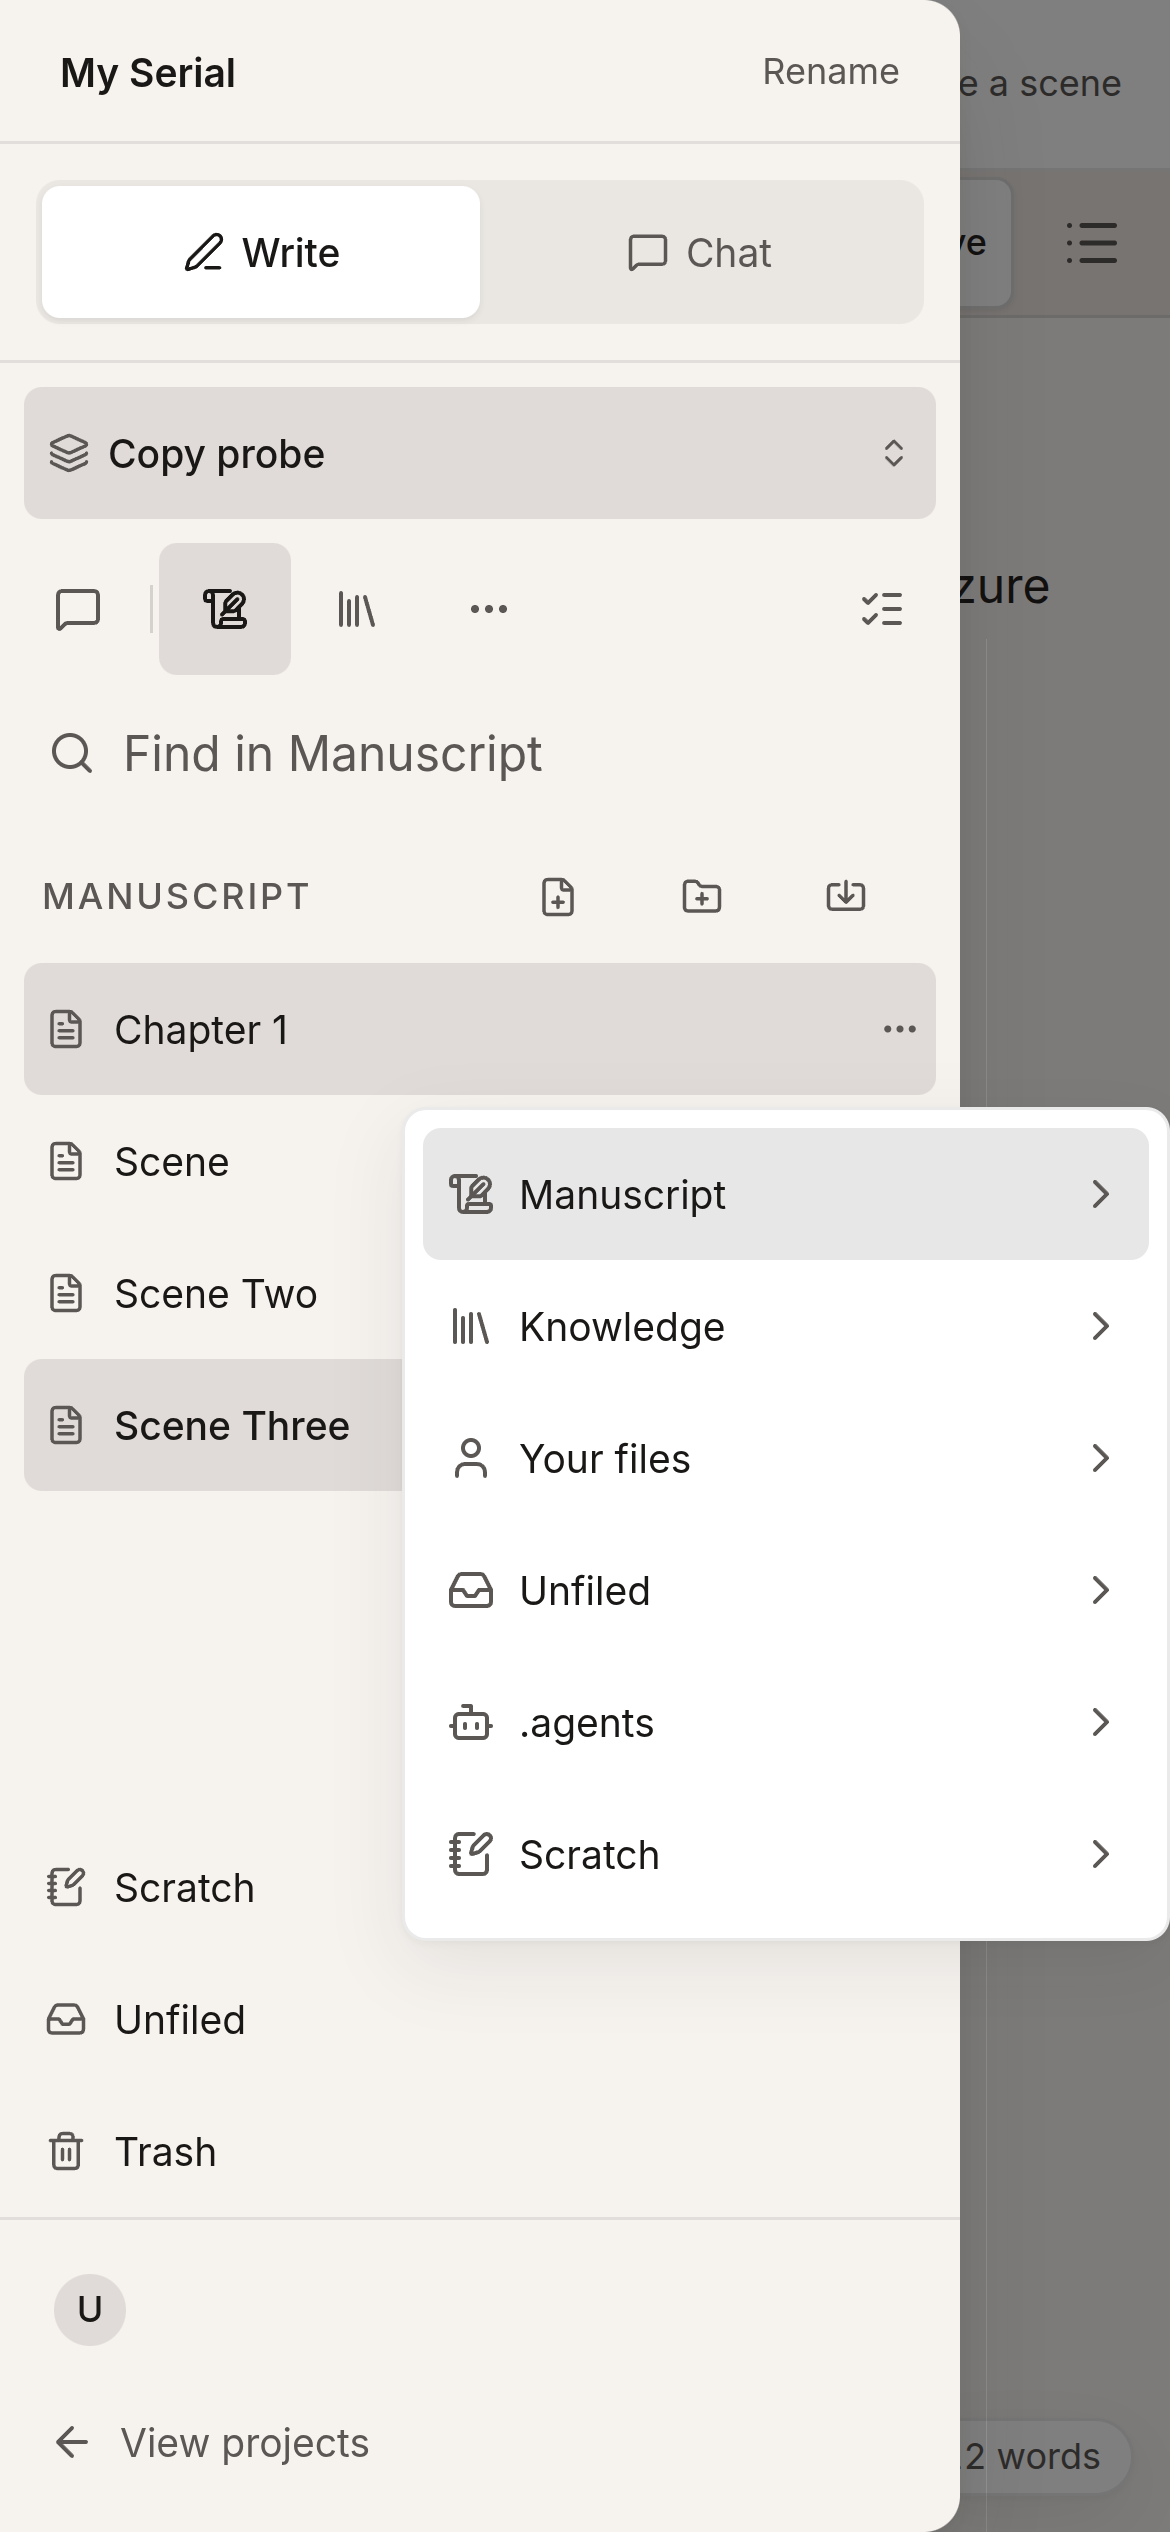 My Serial
Rename
e a scene
Write
Chat
ve
Copy probe
zure
Find in Manuscript
MANUSCRIPT
Chapter 1
Scene
Scene Two
Scene Three
Manuscript
Knowledge
Your files
Unfiled
.agents
Scratch
Scratch
Unfiled
Trash
U
View projects
2 words